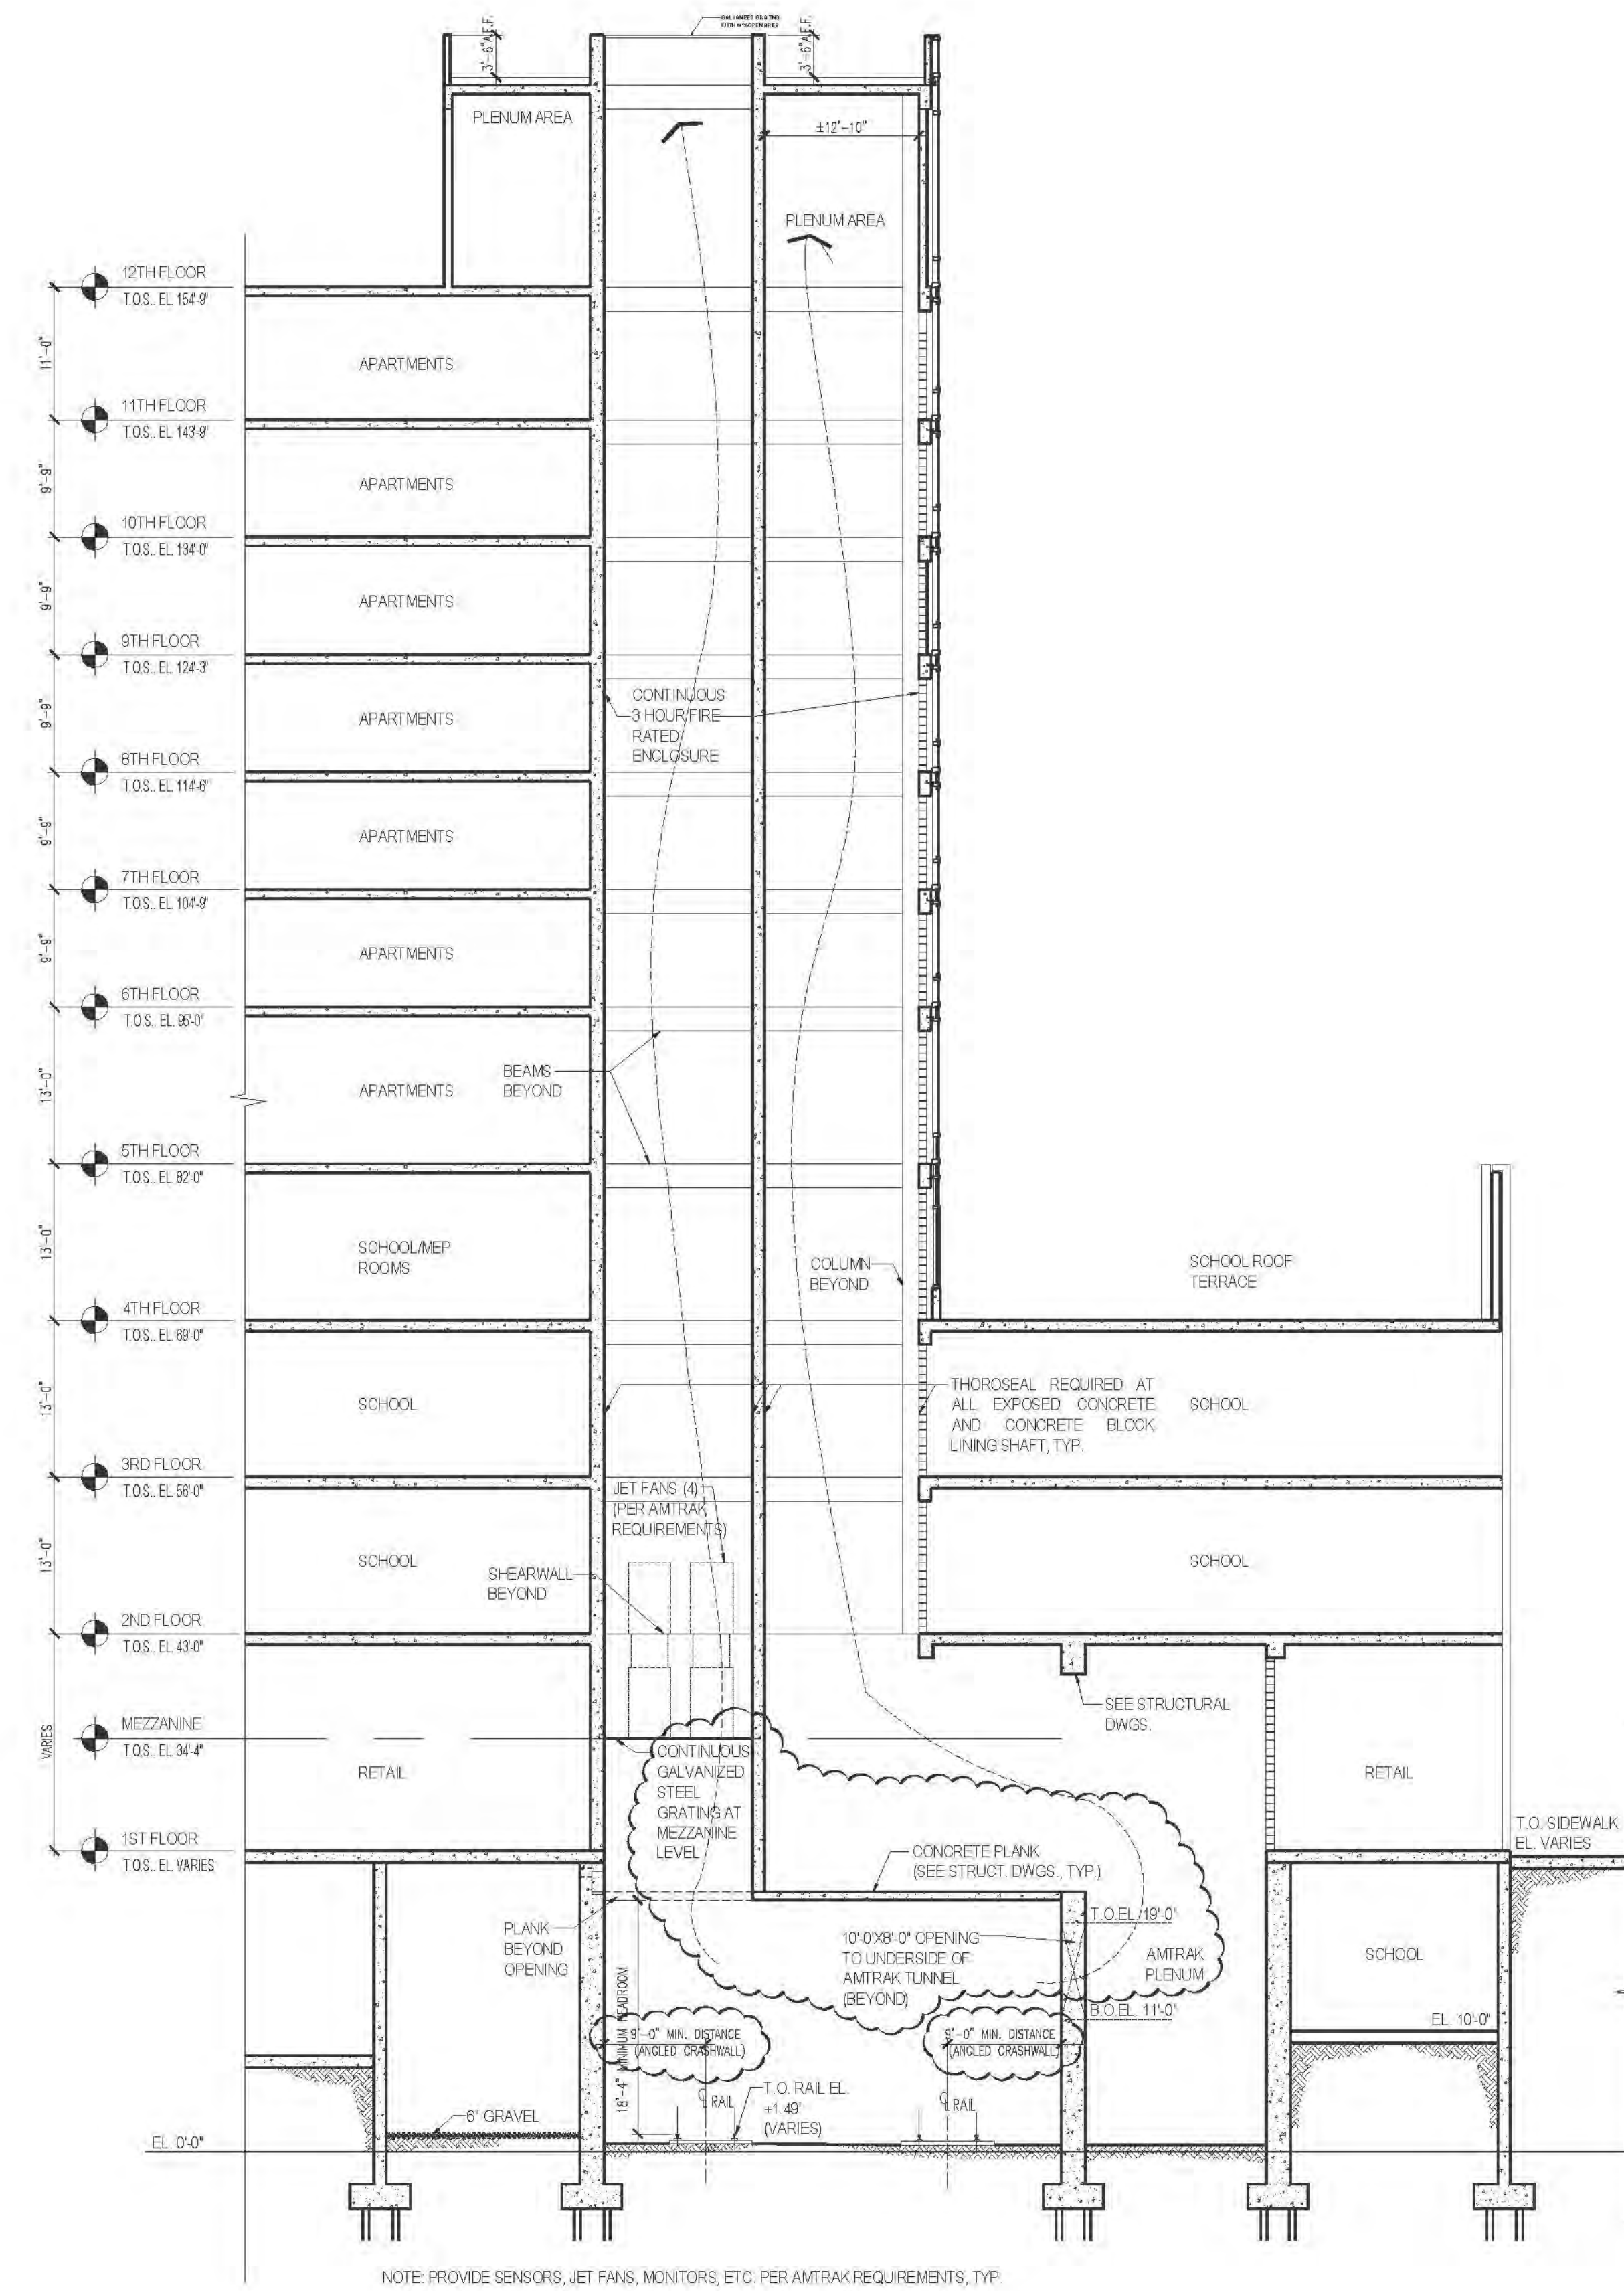 GALVANIZED GRATING
3'-6"A.F.F.
3'-6"A.F.F.
PLENUM AREA
±12'-10"
PLENUM AREA
12TH FLOOR
T.O.S.. EL 154'-9"
11'-0"
APARTMENTS
11TH FLOOR
T.O.S.. EL 143'-9"
9'-9"
APARTMENTS
10TH FLOOR
T.O.S.. EL. 134'-0"
9'-9"
APARTMENTS
9TH FLOOR
T.O.S.. EL. 124'-3"
9'-9"
APARTMENTS
CONTINUOUS
3 HOUR FIRE
RATED
ENCLOSURE
8TH FLOOR
T.O.S.. EL 114'-6"
9'-9"
APARTMENTS
7TH FLOOR
T.O.S.. EL 104'-9"
9'-9"
APARTMENTS
6TH FLOOR
T.O.S.. EL. 95'-0"
13'-0"
APARTMENTS
BEAMS
BEYOND
5TH FLOOR
T.O.S.. EL 82'-0"
13'-0"
SCHOOL/MEP
ROOMS
COLUMN
BEYOND
SCHOOL ROOF
TERRACE
4TH FLOOR
T.O.S.. EL 69'-0"
13'-0"
SCHOOL
THOROSEAL REQUIRED AT
ALL EXPOSED CONCRETE
AND CONCRETE BLOCK
LINING SHAFT, TYP.
SCHOOL
3RD FLOOR
T.O.S.. EL 56'-0"
13'-0"
JET FANS (4)
(PER AMTRAK
REQUIREMENTS)
SCHOOL
SHEARWALL
BEYOND
SCHOOL
2ND FLOOR
T.O.S.. EL 43'-0"
VARIES
SEE STRUCTURAL
DWGS.
MEZZANINE
T.O.S.. EL 34'-4"
RETAIL
CONTINUOUS
GALVANIZED
STEEL
GRATING AT
MEZZANINE
LEVEL
RETAIL
1ST FLOOR
T.O.S.. EL VARIES
T.O. SIDEWALK
EL. VARIES
CONCRETE PLANK
(SEE STRUCT. DWGS., TYP.)
PLANK
BEYOND
OPENING
10'-0"X8'-0" OPENING
TO UNDERSIDE OF
AMTRAK TUNNEL
(BEYOND)
T.O.EL. 19'-0"
AMTRAK
PLENUM
B.O.EL. 11'-0"
SCHOOL
EL. 10'-0"
18'-4" MINIMUM HEADROOM
9'-0" MIN. DISTANCE
(ANGLED CRASHWALL)
9'-0" MIN. DISTANCE
(ANGLED CRASHWALL)
6" GRAVEL
℄ RAIL
T.O. RAIL EL.
+1.49'
(VARIES)
℄ RAIL
EL. 0'-0"
NOTE: PROVIDE SENSORS, JET FANS, MONITORS, ETC. PER AMTRAK REQUIREMENTS, TYP.